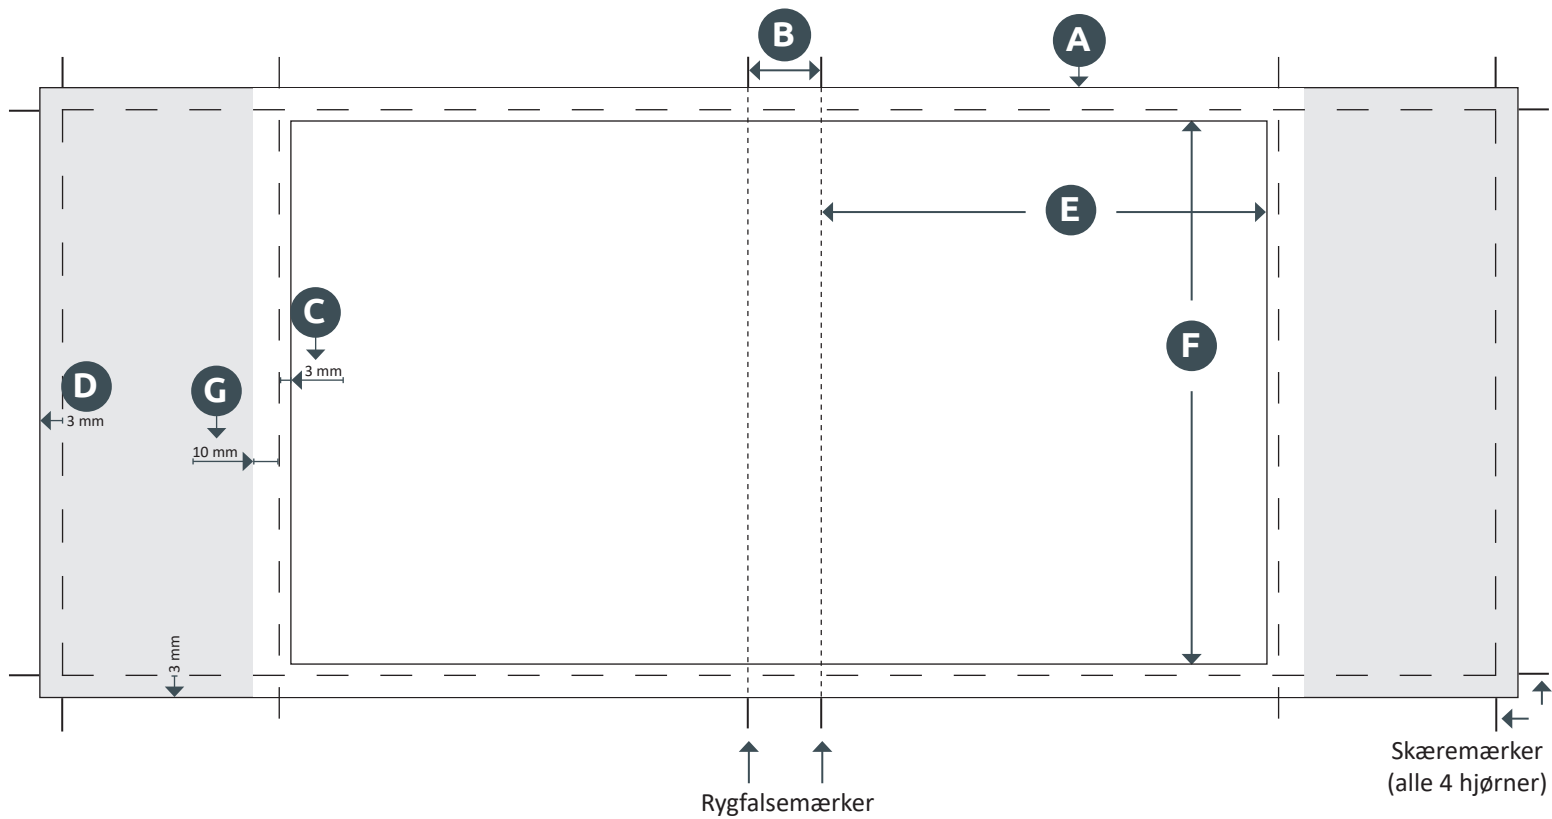 B
A
E
C
F
3 mm
D
G
3 mm
10 mm
3 mm
Skæremærker
(alle 4 hjørner)
Rygfalsemærker